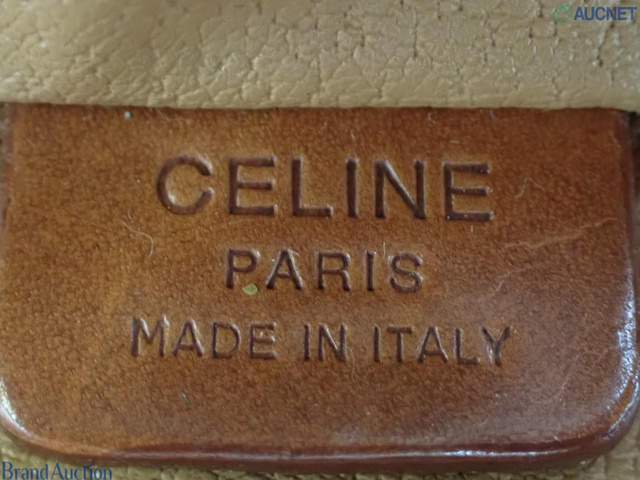 AUCNET
CELINE
PARIS
MADE IN ITALY
Brand Auction